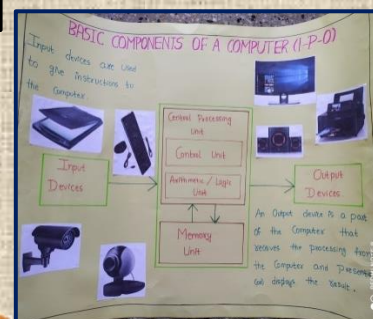 BASIC COMPONENTS OF A COMPUTER (I-P-O)
Input devices are used
to give instructions to
the Computer.
Central Processing
Unit
Control Unit
Arithmetic / Logic
Unit
Memory
Unit
Input
Devices
Output
Devices
An Output device is a part
of the Computer that
receives the processing from
the Computer and
displays the result.